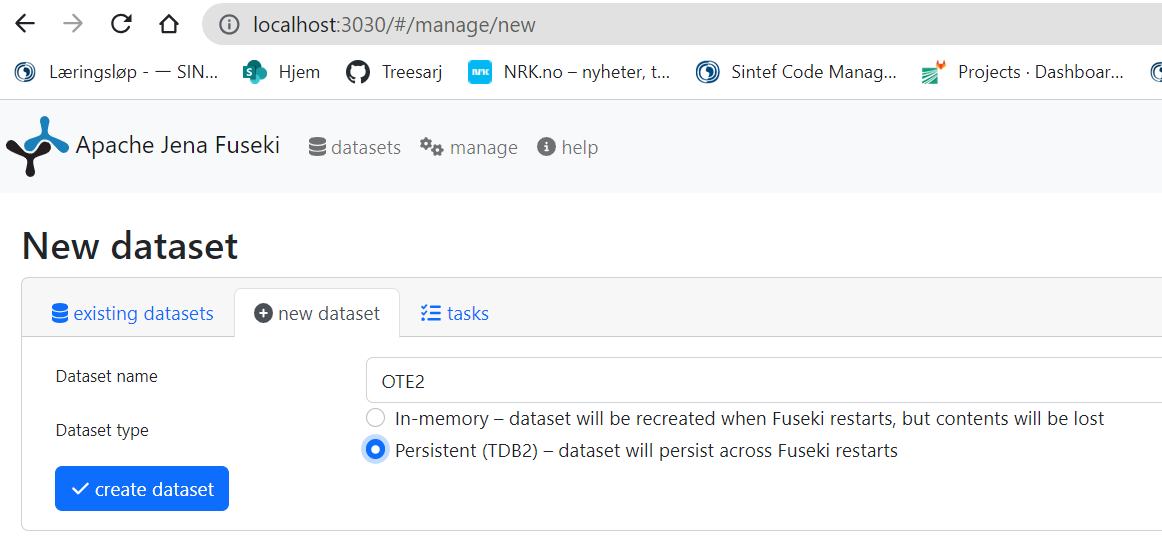 localhost:3030/#/manage/new
Læringsløp - — SIN... Hjem Treesarj NRK.no – nyheter, t... Sintef Code Manag... Projects · Dashboar...
Apache Jena Fuseki datasets manage help
New dataset
existing datasets new dataset tasks
Dataset name OTE2
Dataset type In-memory – dataset will be recreated when Fuseki restarts, but contents will be lost
Persistent (TDB2) – dataset will persist across Fuseki restarts
create dataset